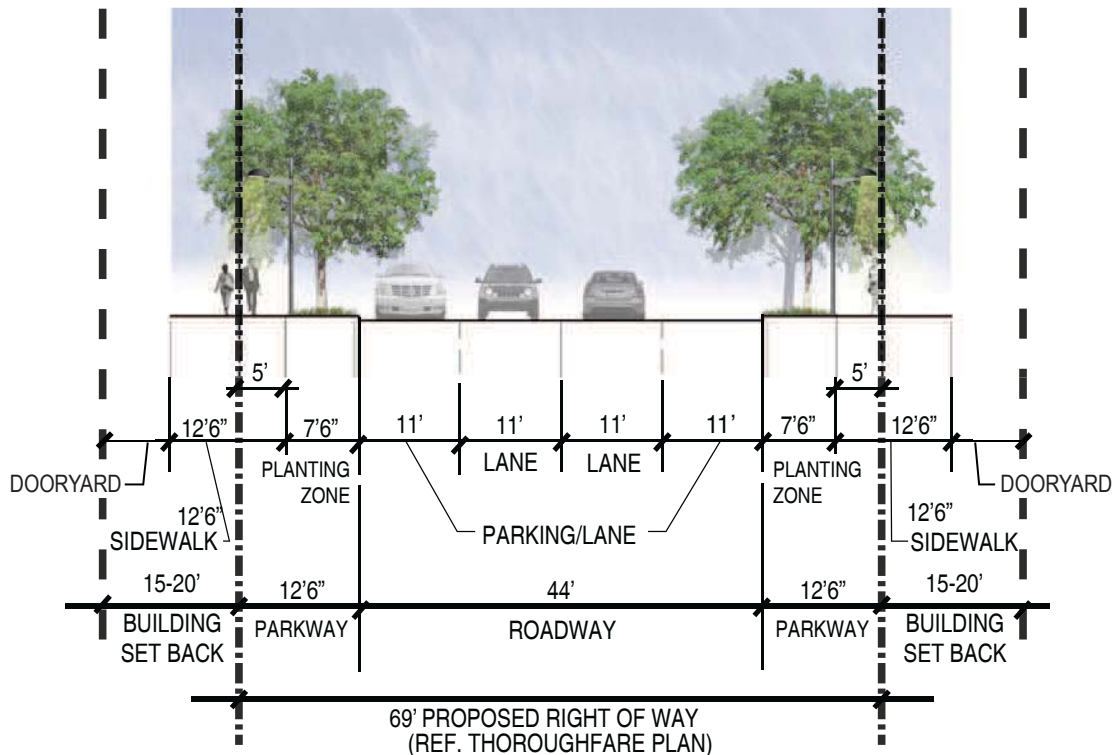 5'
5'
12'6"
7'6"
11'
11'
11'
11'
7'6"
12'6"
LANE
LANE
PLANTING
ZONE
PLANTING
ZONE
DOORYARD
DOORYARD
12'6"
SIDEWALK
PARKING/LANE
12'6"
SIDEWALK
15-20'
12'6"
44'
12'6"
15-20'
BUILDING
SET BACK
PARKWAY
ROADWAY
PARKWAY
BUILDING
SET BACK
69' PROPOSED RIGHT OF WAY
(REF. THOROUGHFARE PLAN)